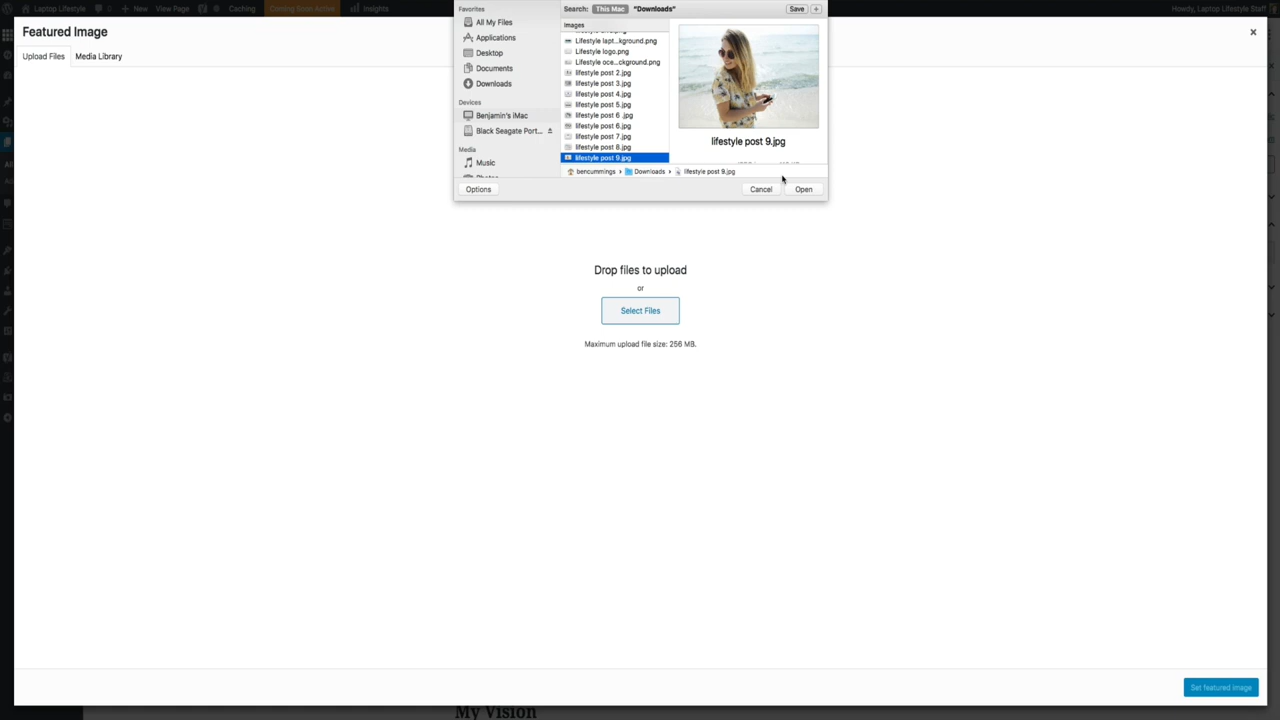 Laptop Lifestyle
0
New
View Page
Caching
Coming Soon Active
Insights
Howdy, Laptop Lifestyle Staff
Featured Image
Upload Files
Media Library
Favorites
All My Files
Applications
Desktop
Documents
Downloads
Devices
Benjamin's iMac
Black Seagate Port...
Media
Music
Photos
Search: This Mac "Downloads"
Save
+
Images
Lifestyle lapt...kground.png
Lifestyle logo.png
Lifestyle oce...ckground.png
lifestyle post 2.jpg
lifestyle post 3.jpg
lifestyle post 4.jpg
lifestyle post 5.jpg
lifestyle post 6 .jpg
lifestyle post 6.jpg
lifestyle post 7.jpg
lifestyle post 8.jpg
lifestyle post 9.jpg
lifestyle post 9.jpg
bencummings › Downloads › lifestyle post 9.jpg
Options
Cancel
Open
Drop files to upload
or
Select Files
Maximum upload file size: 256 MB.
Set featured image
My Vision